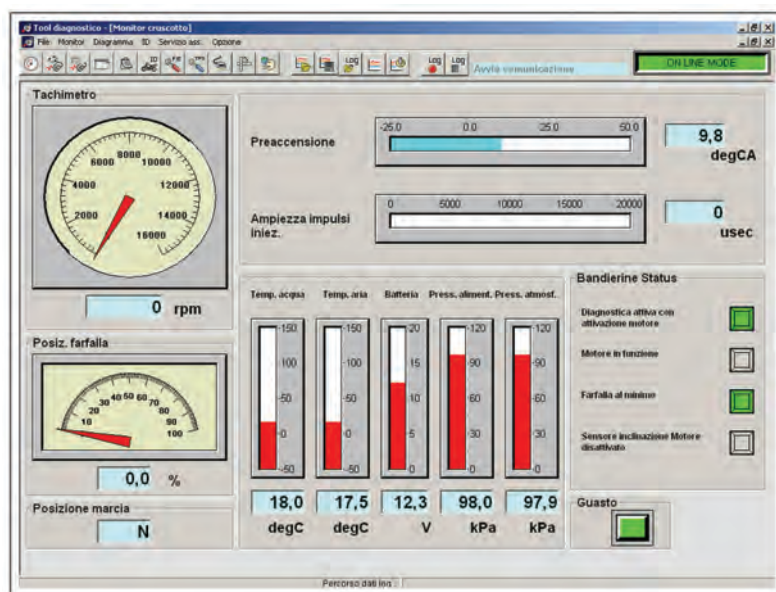 Tool diagnostico - [Monitor cruscotto]
File Monitor Diagramma ID Servizio ass. Opzione
LOG LOG LOG Avvia comunicazione ON LINE MODE
Tachimetro
2000 4000 6000 8000 10000 12000 14000 16000
0 rpm
Preaccensione
-25.0 0.0 25.0 50.0
9,8
degCA
Ampiezza impulsi
iniez.
0 5000 10000 15000 20000
0
usec
Posiz. farfalla
10 20 30 40 50 60 70 80 90 100
0,0 %
Posizione marcia
N
Temp. acqua Temp. aria Batteria Press. aliment. Press. atmosf.
150 150 20 120 120
100 100 15 90 90
50 50 10 60 60
0 0 5 30 30
-50 -50 0 0 0
18,0 17,5 12,3 98,0 97,9
degC degC V kPa kPa
Bandierine Status
Diagnostica attiva con
attivazione motore
Motore in funzione
Farfalla al minimo
Sensore inclinazione Motore
disattivato
Guasto
Percorso dati log :